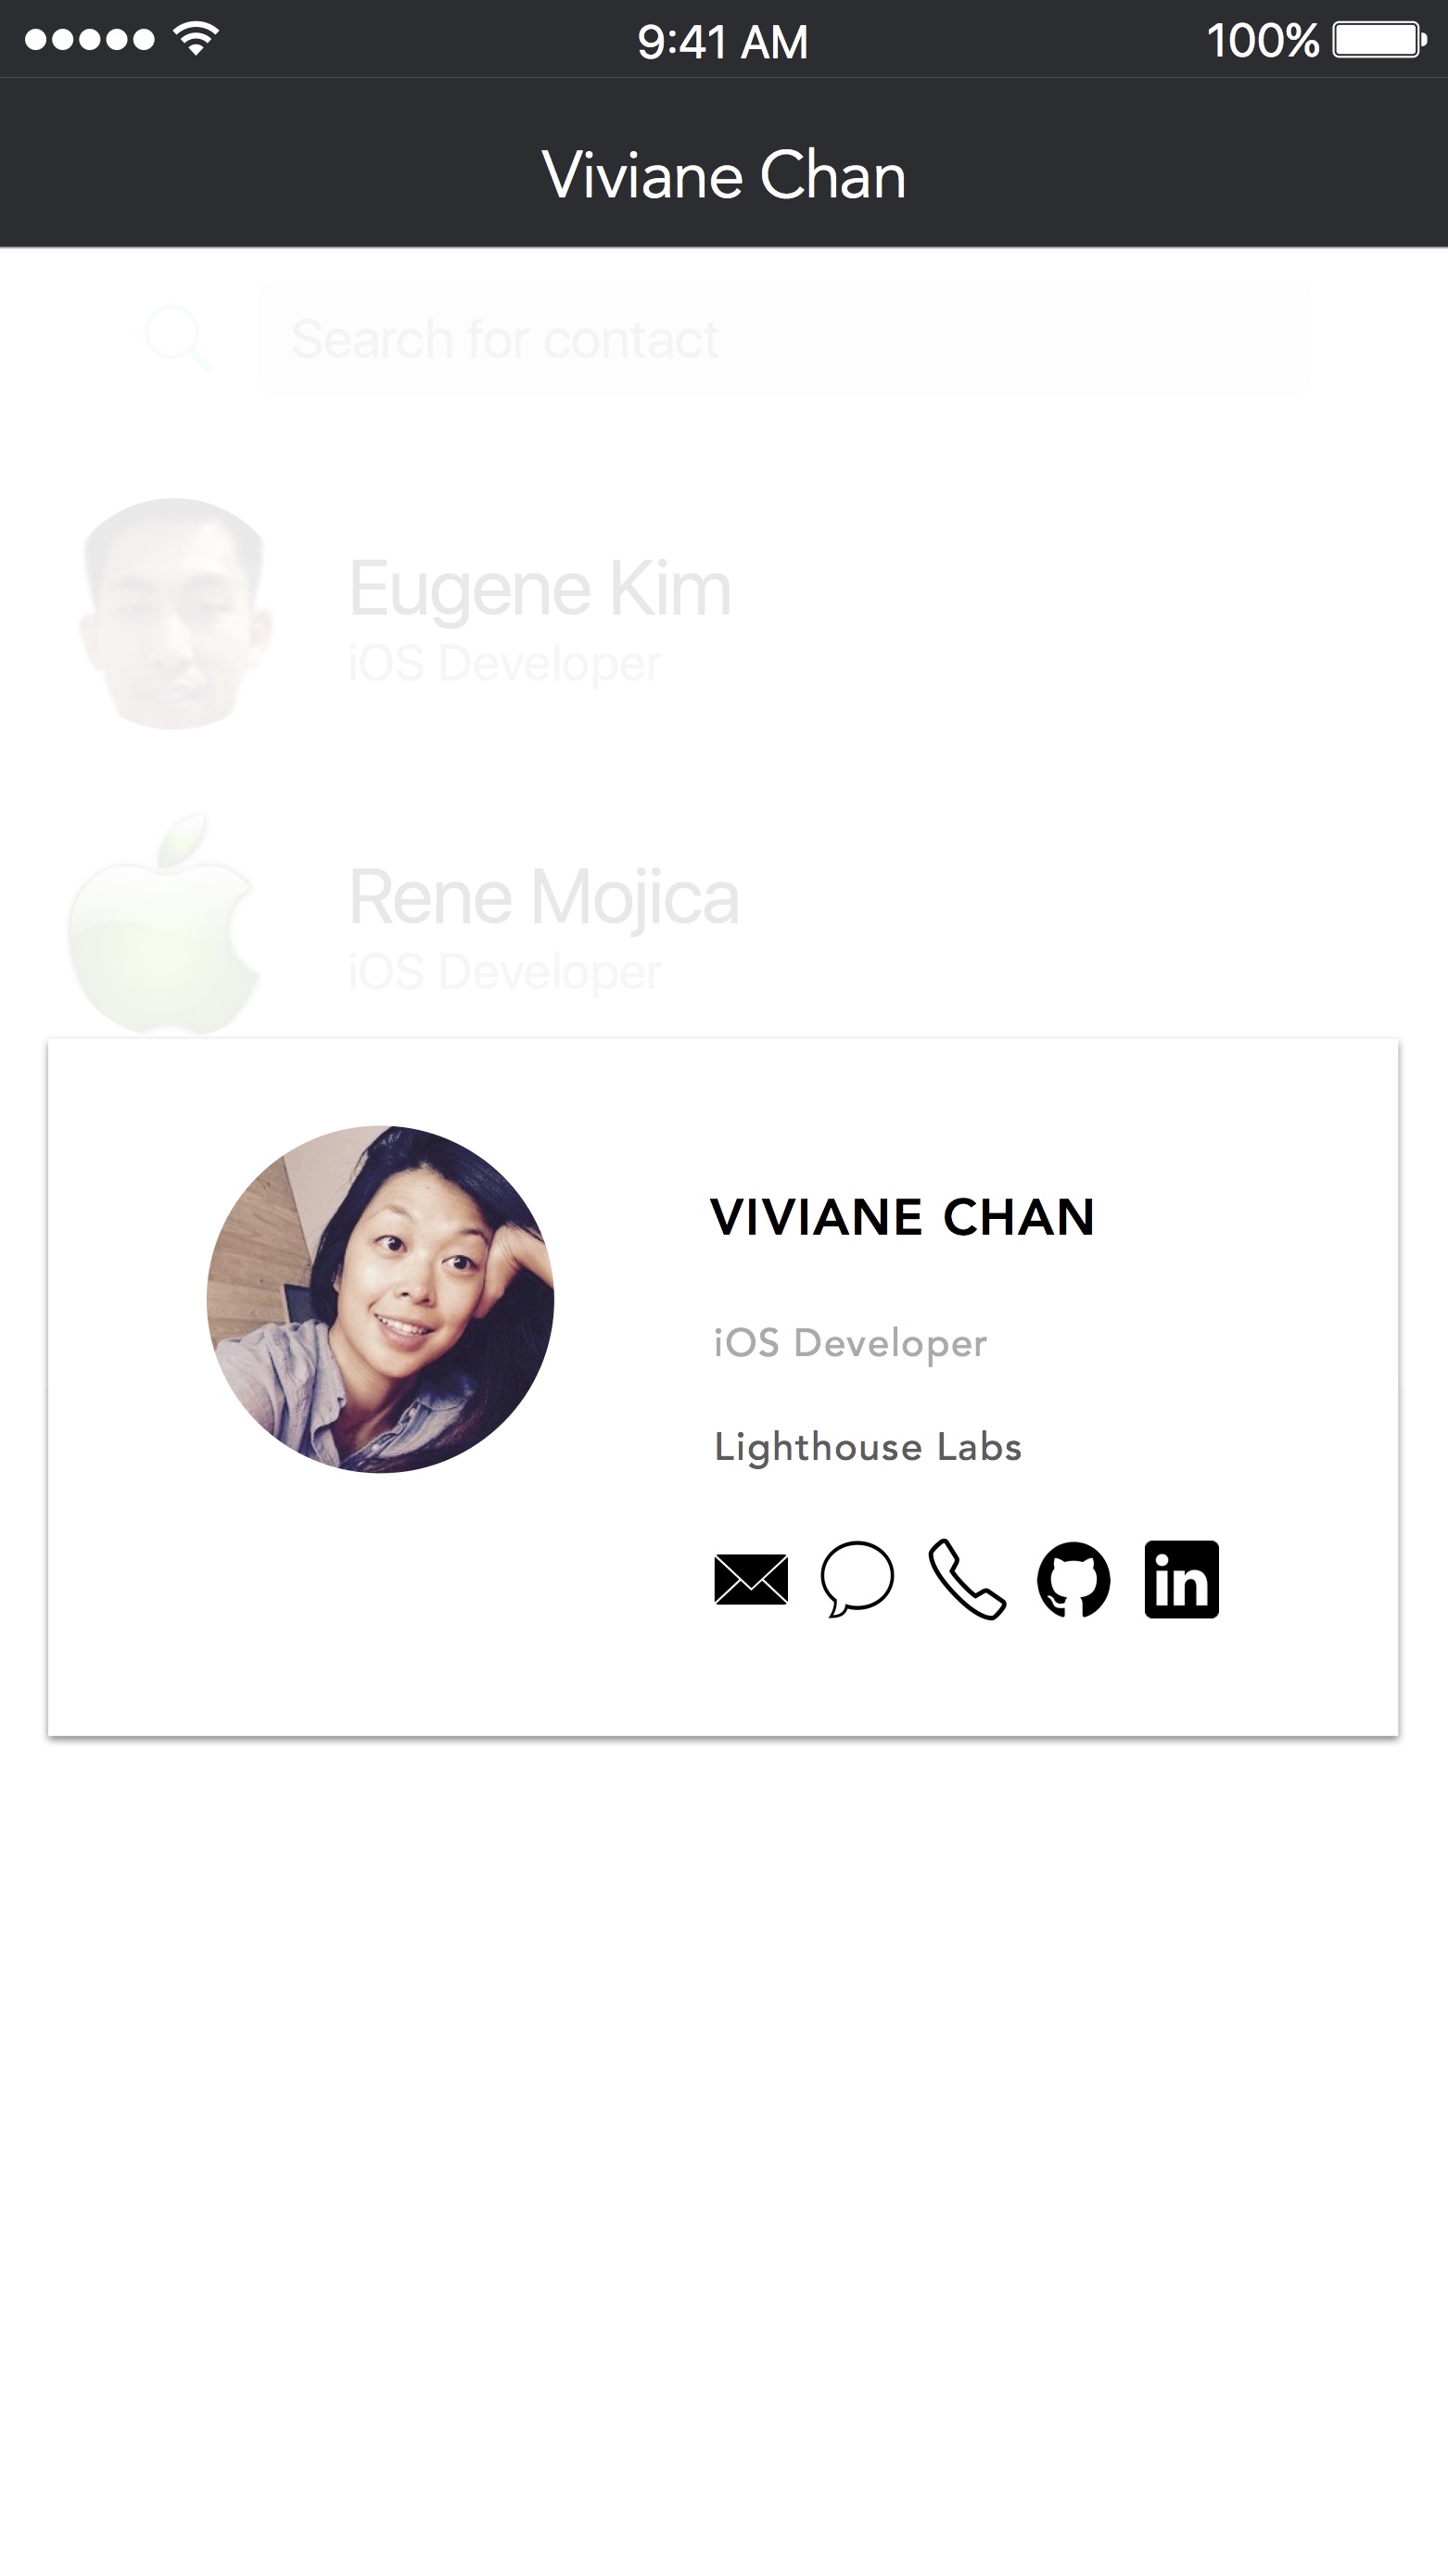 9:41 AM
100%
Viviane Chan
Search for contact
Eugene Kim
iOS Developer
Rene Mojica
iOS Developer
VIVIANE CHAN
iOS Developer
Lighthouse Labs
in